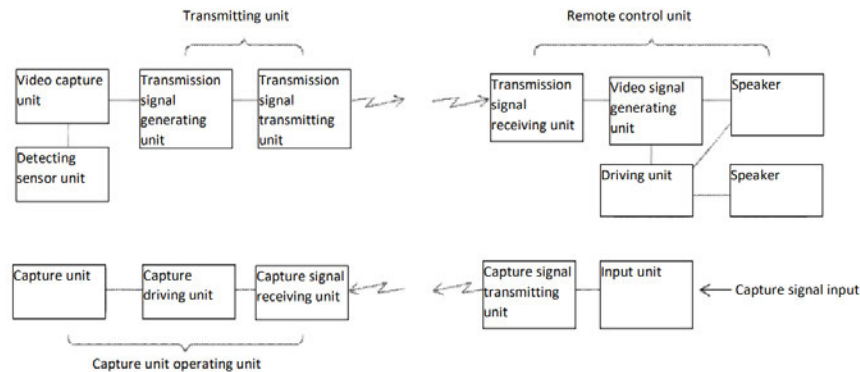 Transmitting unit
Remote control unit
Video capture
unit
Transmission
signal
generating
unit
Transmission
signal
transmitting
unit
Transmission
signal
receiving unit
Video signal
generating
unit
Speaker
Detecting
sensor unit
Driving unit
Speaker
Capture unit
Capture
driving unit
Capture signal
receiving unit
Capture signal
transmitting
unit
Input unit
Capture signal input
Capture unit operating unit